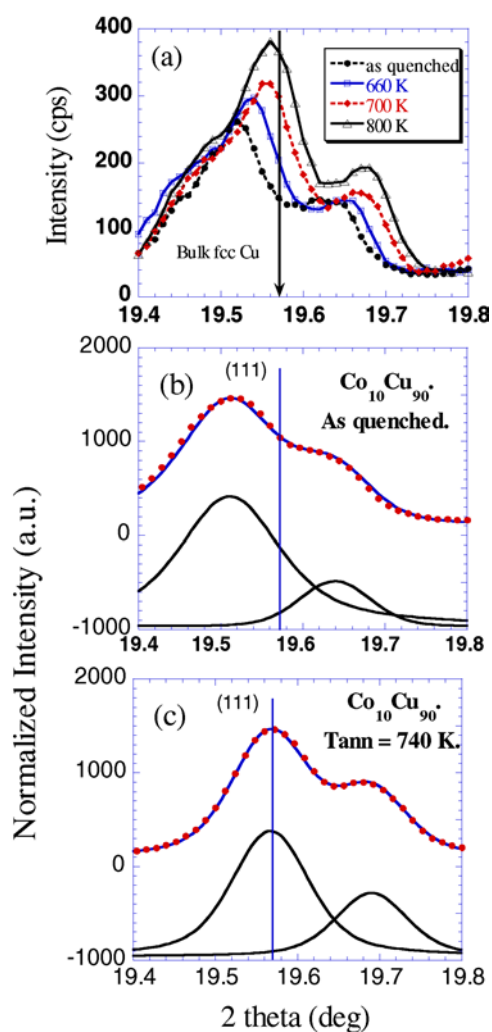 (a)
as quenched
660 K
700 K
800 K
Bulk fcc Cu
Intensity (cps)
400
300
200
100
0
19.4 19.5 19.6 19.7 19.8
(b)
(111)
Co10Cu90.
As quenched.
2000
1000
0
-1000
19.4 19.5 19.6 19.7 19.8
Normalized Intensity (a.u.)
(c)
(111)
Co10Cu90.
Tann = 740 K.
2000
1000
0
-1000
19.4 19.5 19.6 19.7 19.8
2 theta (deg)